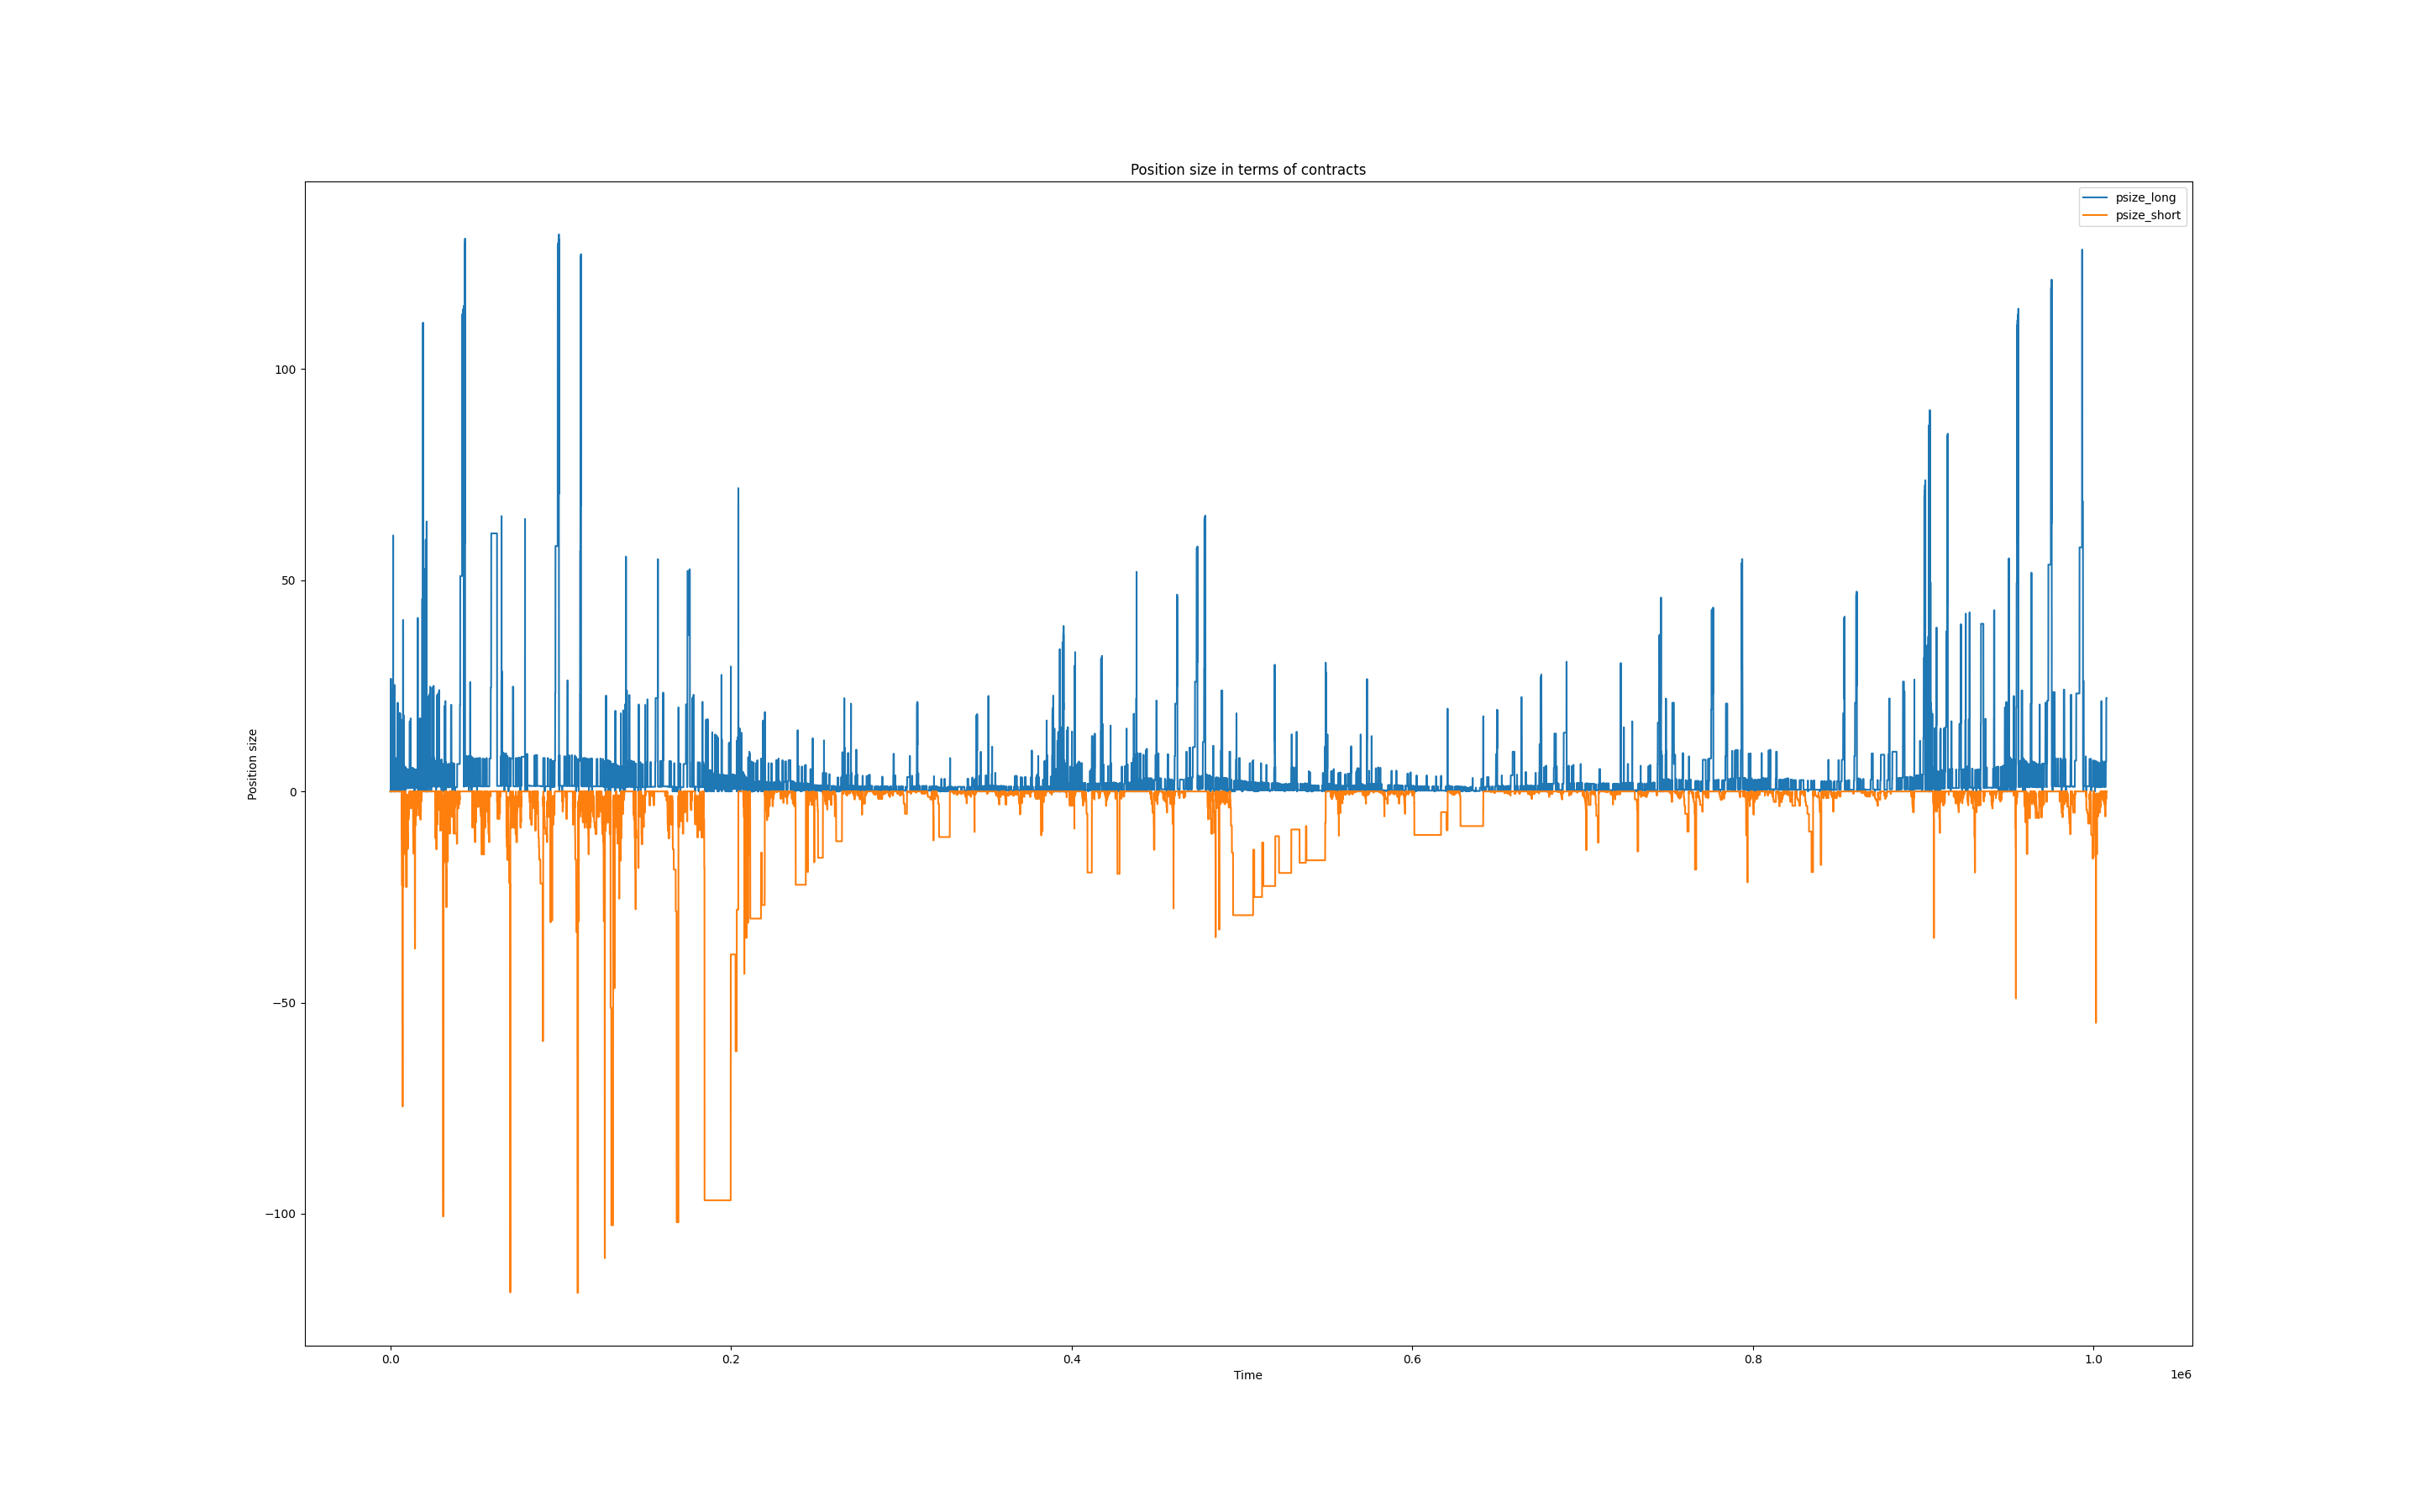 Position size in terms of contracts
psize_long
psize_short
Position size
100
50
0
−50
−100
0.0
0.2
0.4
0.6
0.8
1.0
Time
1e6